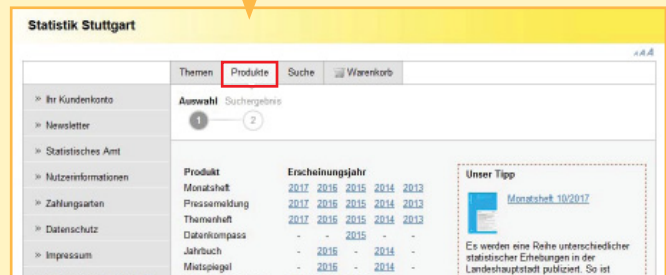 Statistik Stuttgart
AAA
Themen Produkte Suche Warenkorb
» Ihr Kundenkonto
» Newsletter
» Statistisches Amt
» Nutzerinformationen
» Zahlungsarten
» Datenschutz
» Impressum
Auswahl Suchergebnis
1 2
Produkt Erscheinungsjahr
Monatsheft 2017 2016 2015 2014 2013
Pressemeldung 2017 2016 2015 2014 2013
Themenheft 2017 2016 2015 2014 2013
Datenkompass - - 2015 - -
Jahrbuch - 2016 - 2014 -
Mietspiegel - 2016 - 2014 -
Unser Tipp
Monatsheft 10/2017
Es werden eine Reihe unterschiedlicher
statistischer Erhebungen in der
Landeshauptstadt publiziert. So ist